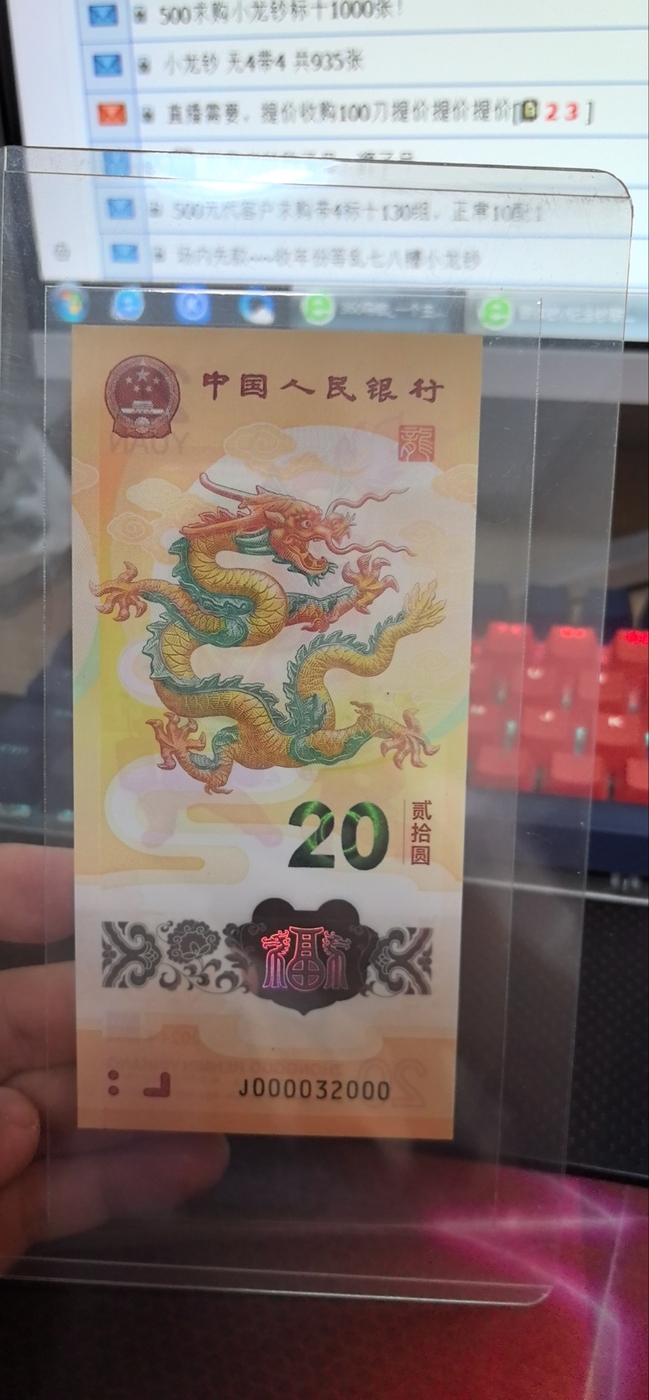 500求购小龙钞标十1000张!
小龙钞 无4带4 共935张
直播需要，提价收购100刀提价提价提价[ 2 3 ]
500元代客户求购带4标十130组，正常10配1
场内先款----收年份等乱七八糟小龙钞
中国人民银行
龍
20
贰拾圆
福
J000032000